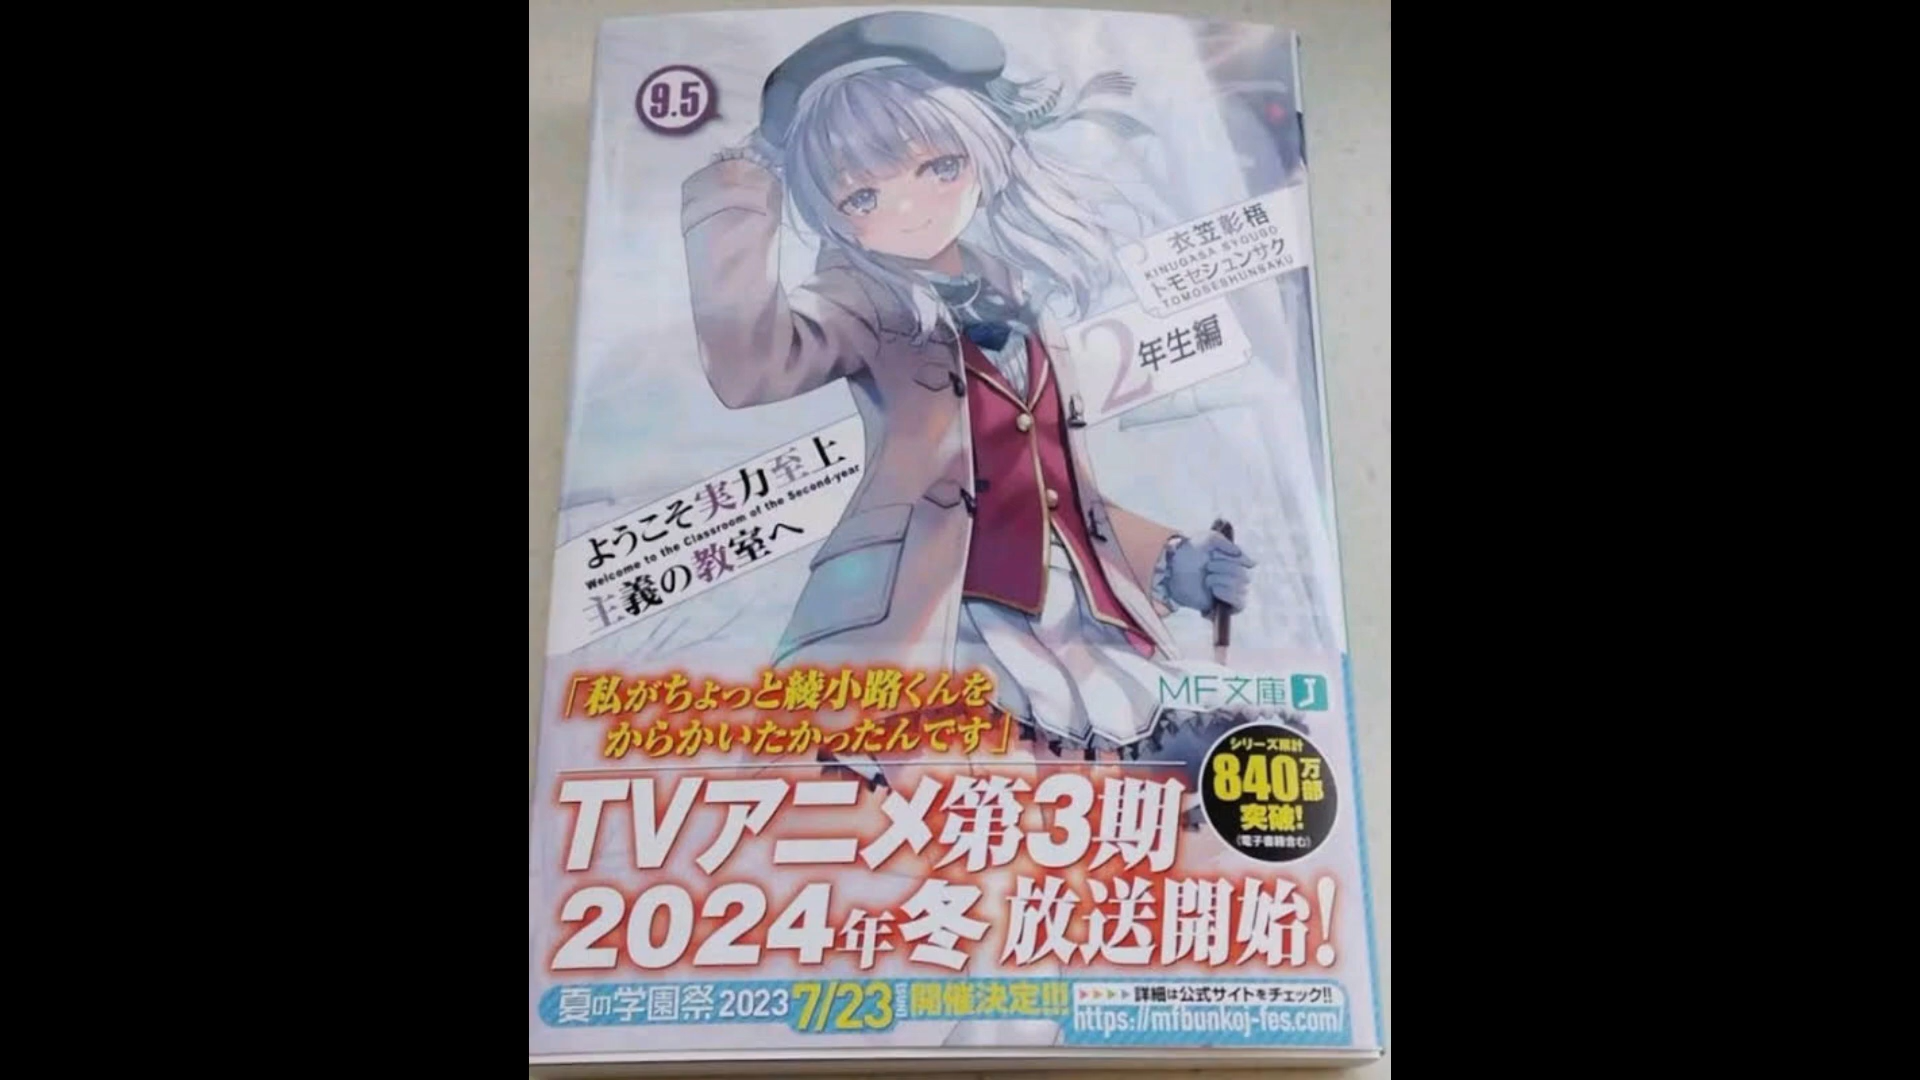 9.5
衣笠彰梧
KINUGASA SYOUGO
トモセシュンサク
TOMOSESHUNSAKU
2年生編
ようこそ実力至上
Welcome to the Classroom of the Second-year
主義の教室へ
MF文庫J
「私がちょっと綾小路くんを
からかいたかったんです」
シリーズ累計
840万部
突破!
(電子書籍含む)
TVアニメ第3期
2024年冬 放送開始!
夏の学園祭2023 7/23 EVENT 開催決定!!!
▶▶▶▶詳細は公式サイトをチェック!!
https://mfbunkoj-fes.com/